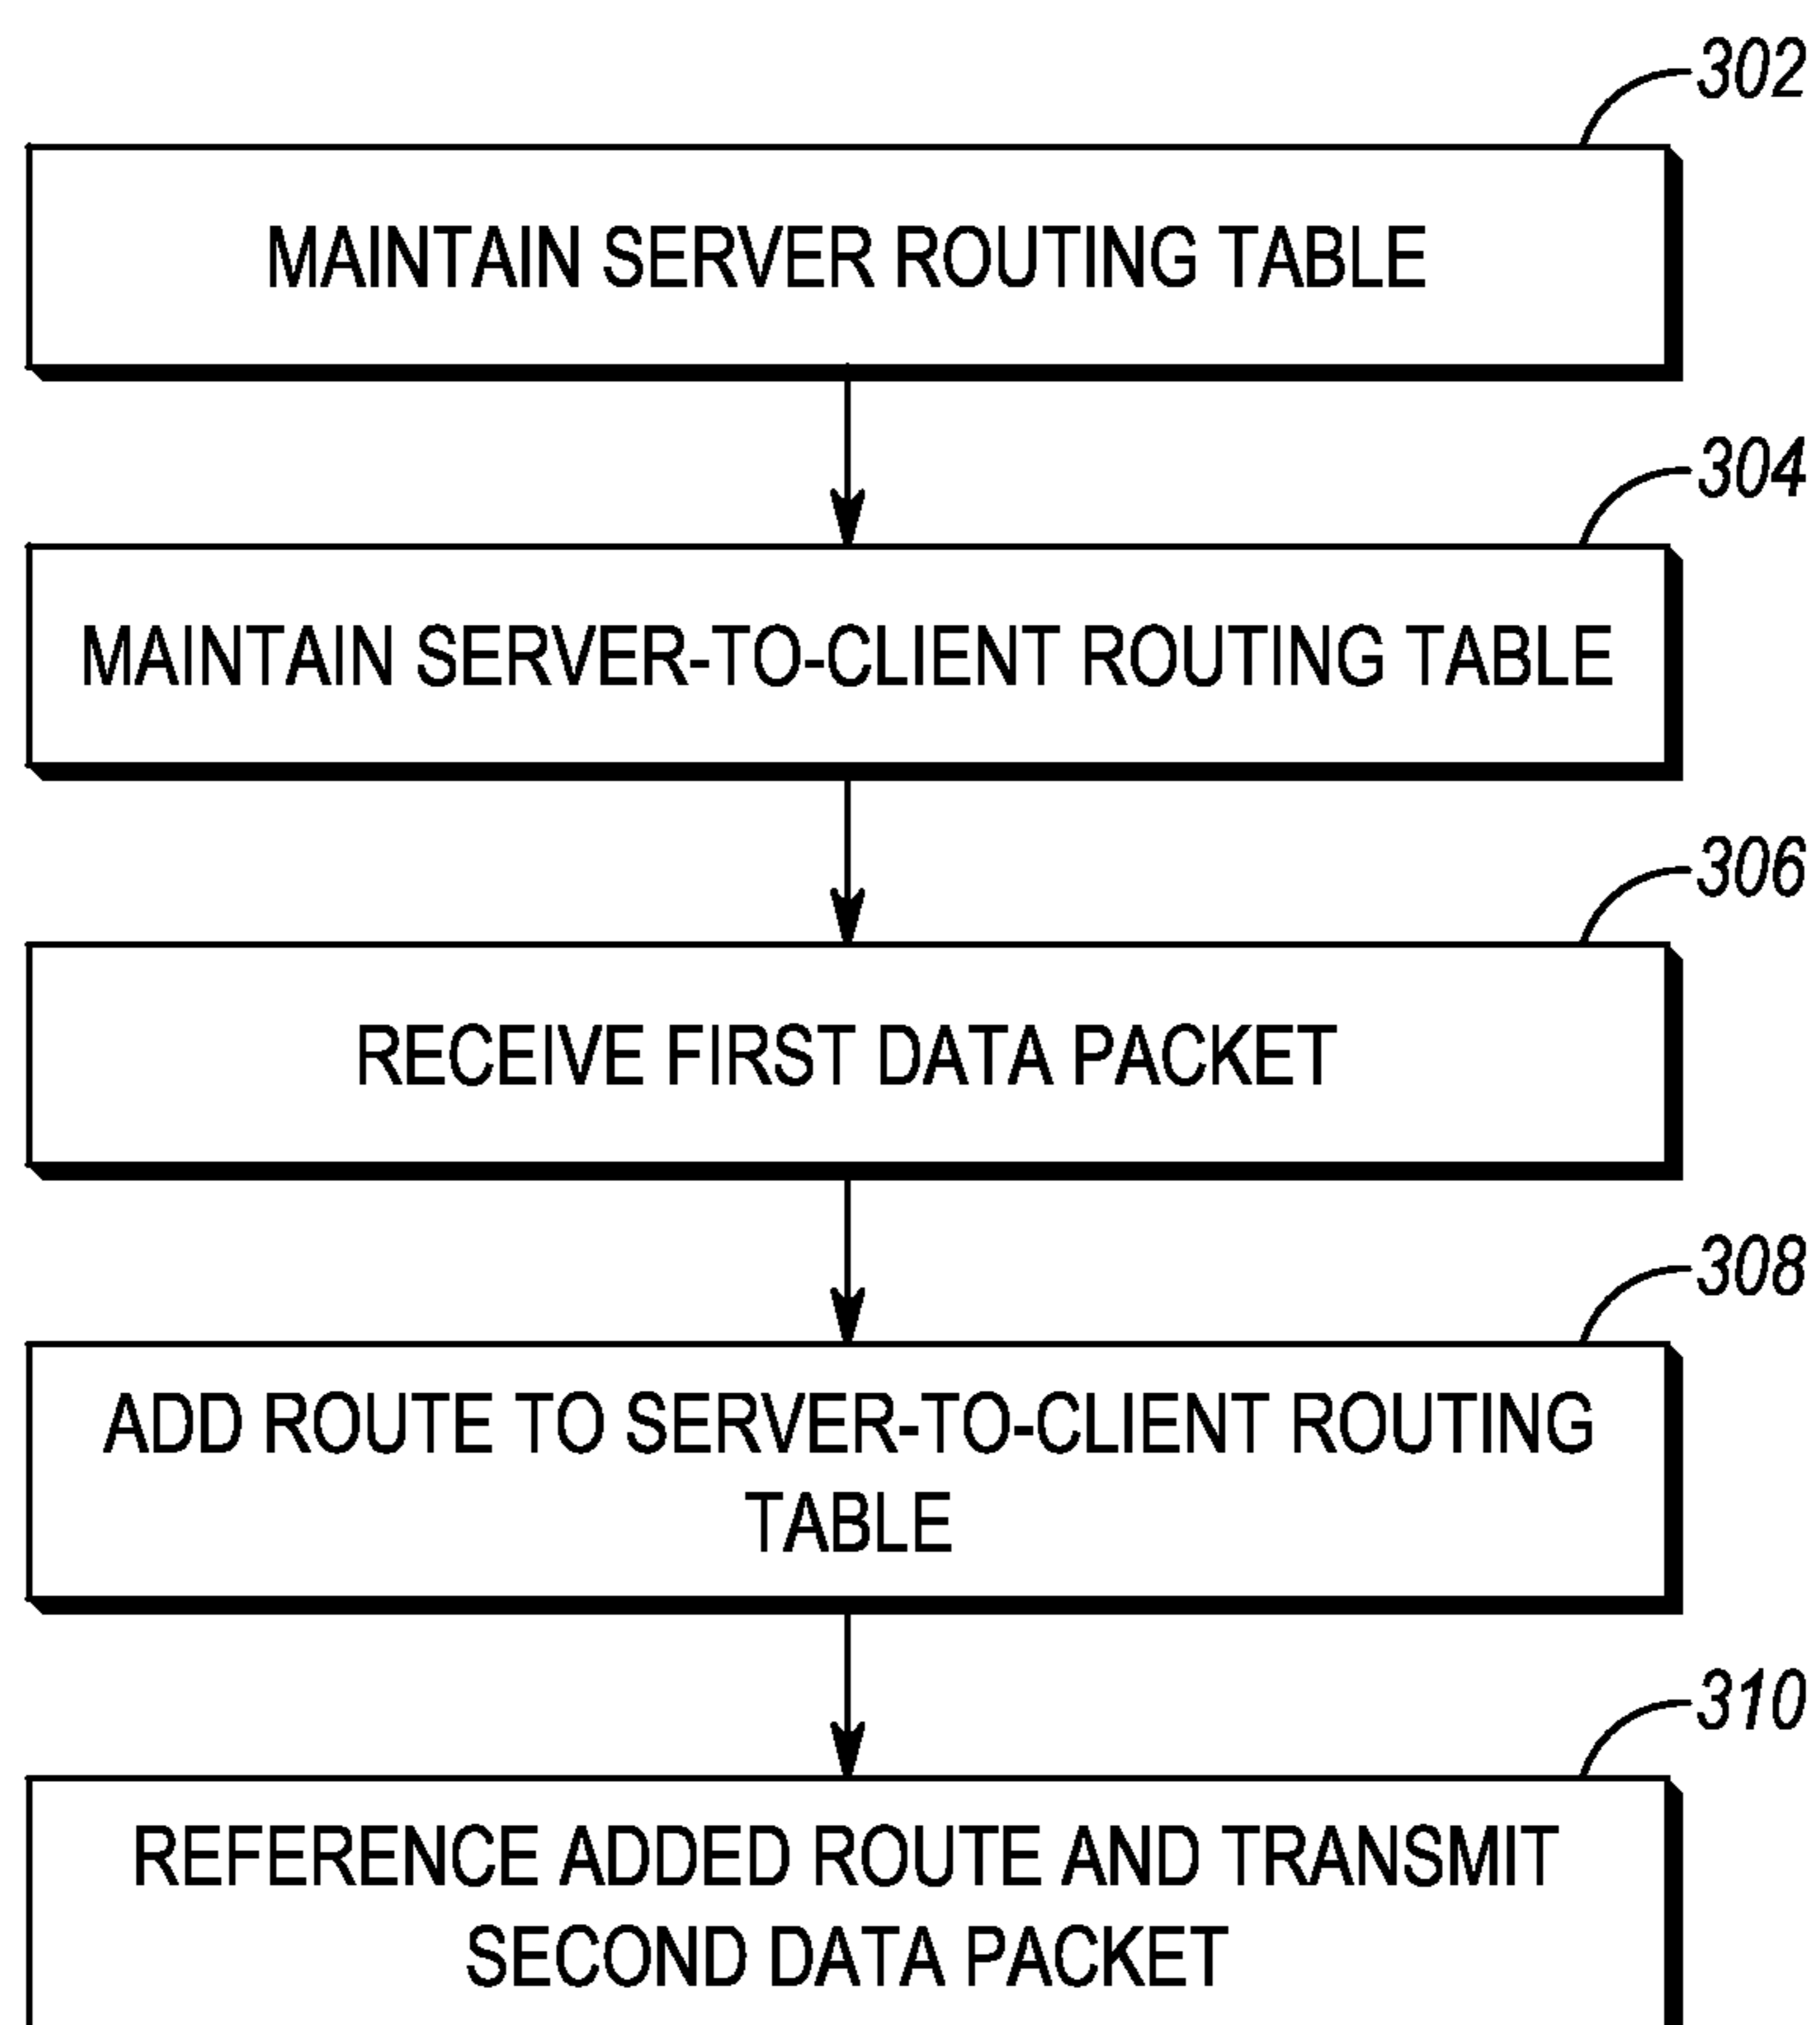 302
MAINTAIN SERVER ROUTING TABLE
304
MAINTAIN SERVER-TO-CLIENT ROUTING TABLE
306
RECEIVE FIRST DATA PACKET
308
ADD ROUTE TO SERVER-TO-CLIENT ROUTING
TABLE
310
REFERENCE ADDED ROUTE AND TRANSMIT
SECOND DATA PACKET